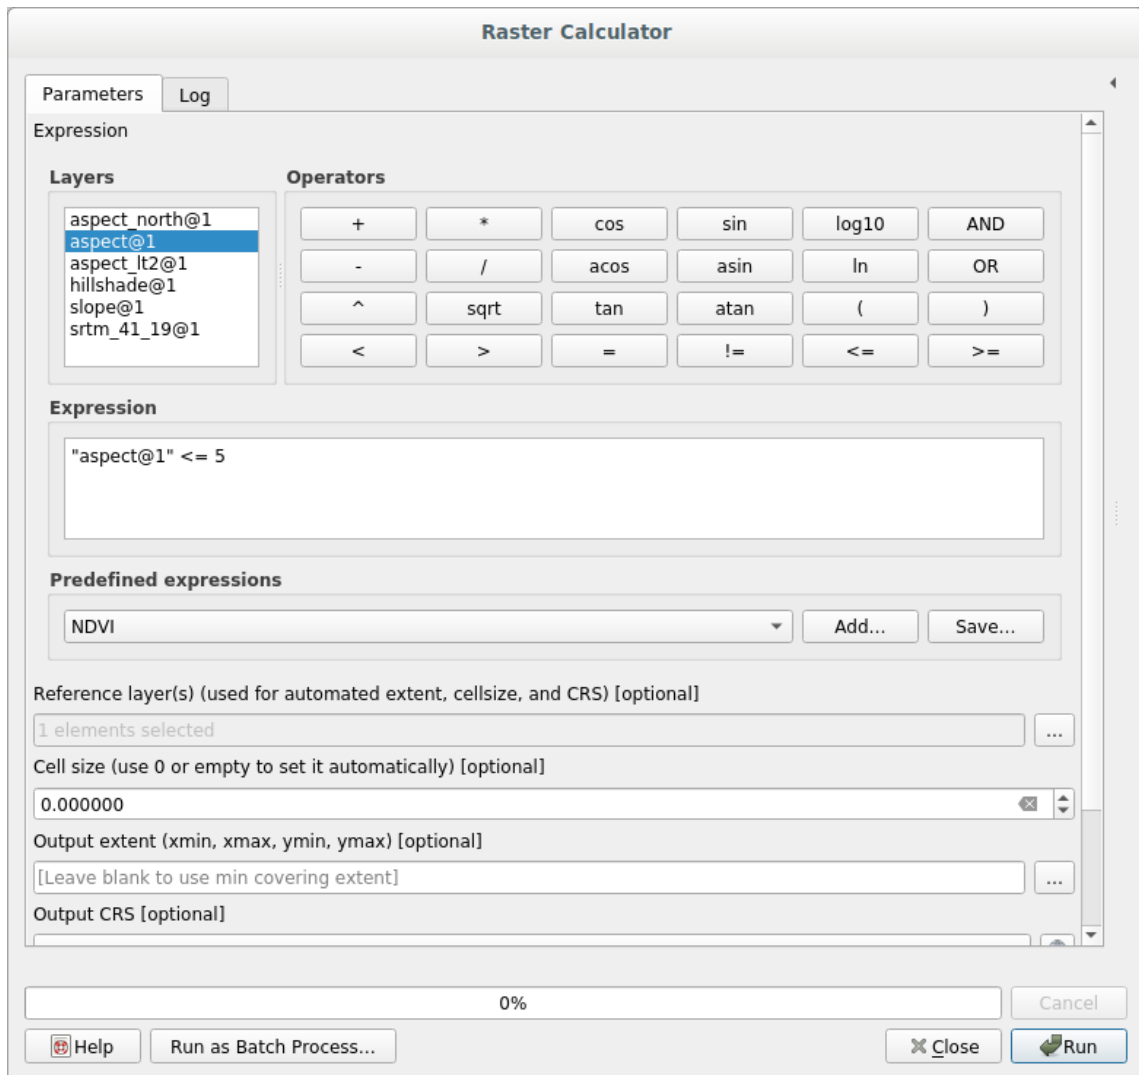 Raster Calculator
Parameters
Log
Expression
Layers
Operators
aspect_north@1
aspect@1
aspect_lt2@1
hillshade@1
slope@1
srtm_41_19@1
+ * cos sin log10 AND
- / acos asin ln OR
^ sqrt tan atan ( )
< > = != <= >=
Expression
"aspect@1" <= 5
Predefined expressions
NDVI
Add...
Save...
Reference layer(s) (used for automated extent, cellsize, and CRS) [optional]
1 elements selected
...
Cell size (use 0 or empty to set it automatically) [optional]
0.000000
Output extent (xmin, xmax, ymin, ymax) [optional]
[Leave blank to use min covering extent]
...
Output CRS [optional]
0%
Cancel
Help
Run as Batch Process...
Close
Run